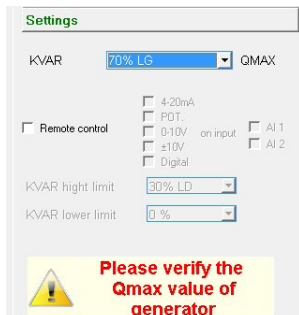 Settings
KVAR 70% LG QMAX
4-20mA
POT.
Remote control 0-10V on input AI 1
±10V AI 2
Digital
KVAR hight limit 30% LD
KVAR lower limit 0 %
Please verify the
Qmax value of
generator